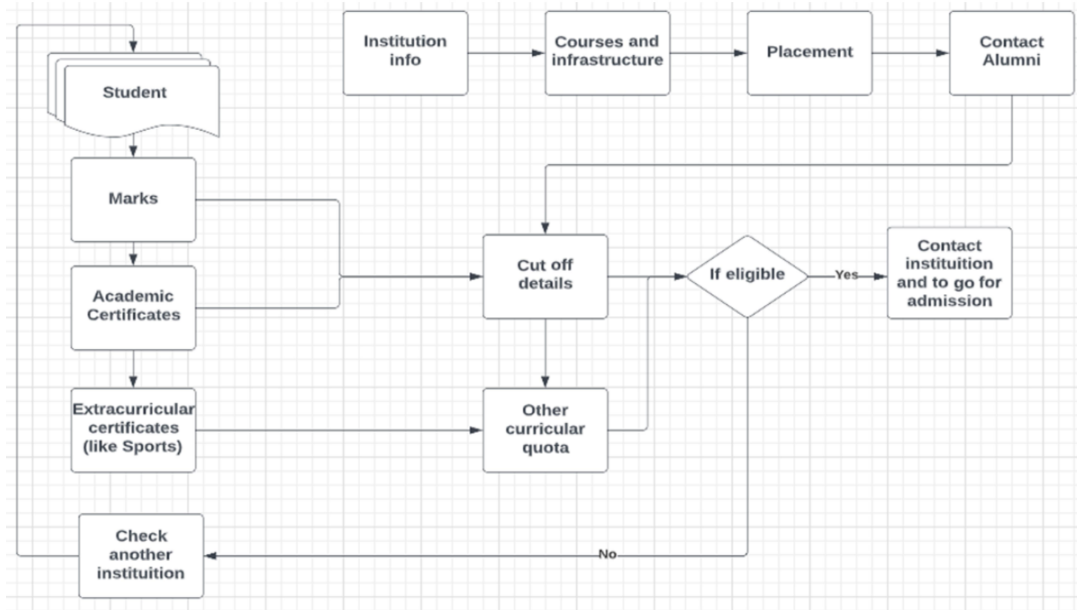 Institution
info
Courses and
infrastructure
Placement
Contact
Alumni
Student
Marks
Academic
Certificates
Extracurricular
certificates
(like Sports)
Cut off
details
If eligible
Yes
Contact
instituition
and to go for
admission
Other
curricular
quota
Check
another
instituition
No